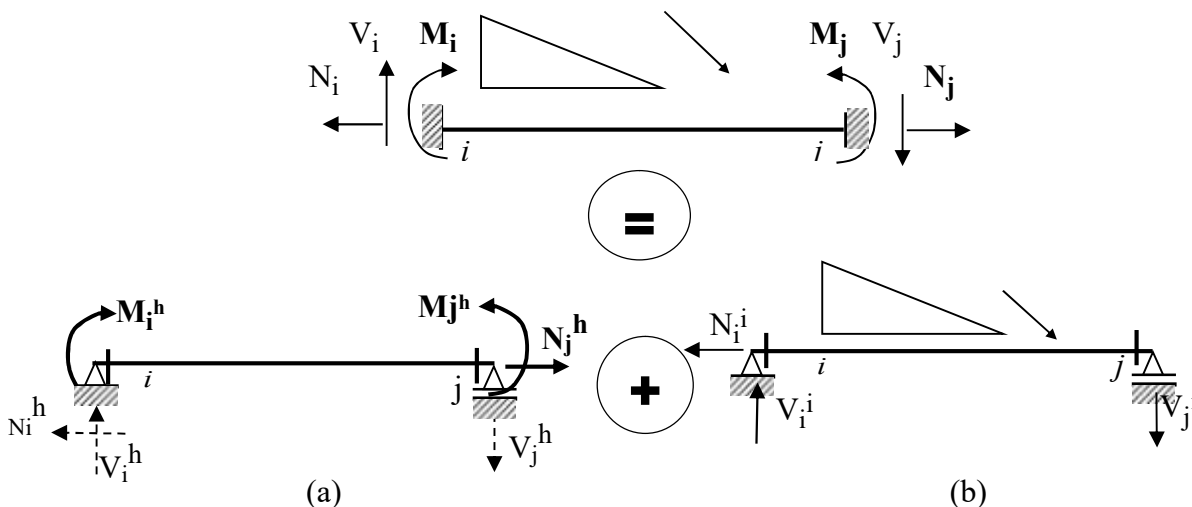 V_i M_i M_j V_j
N_i N_j
i j
=
M_i^h Mj^h N_j^h N_i^i
i j + i j
Ni^h V_i^h V_j^h V_i^i V_j
(a) (b)